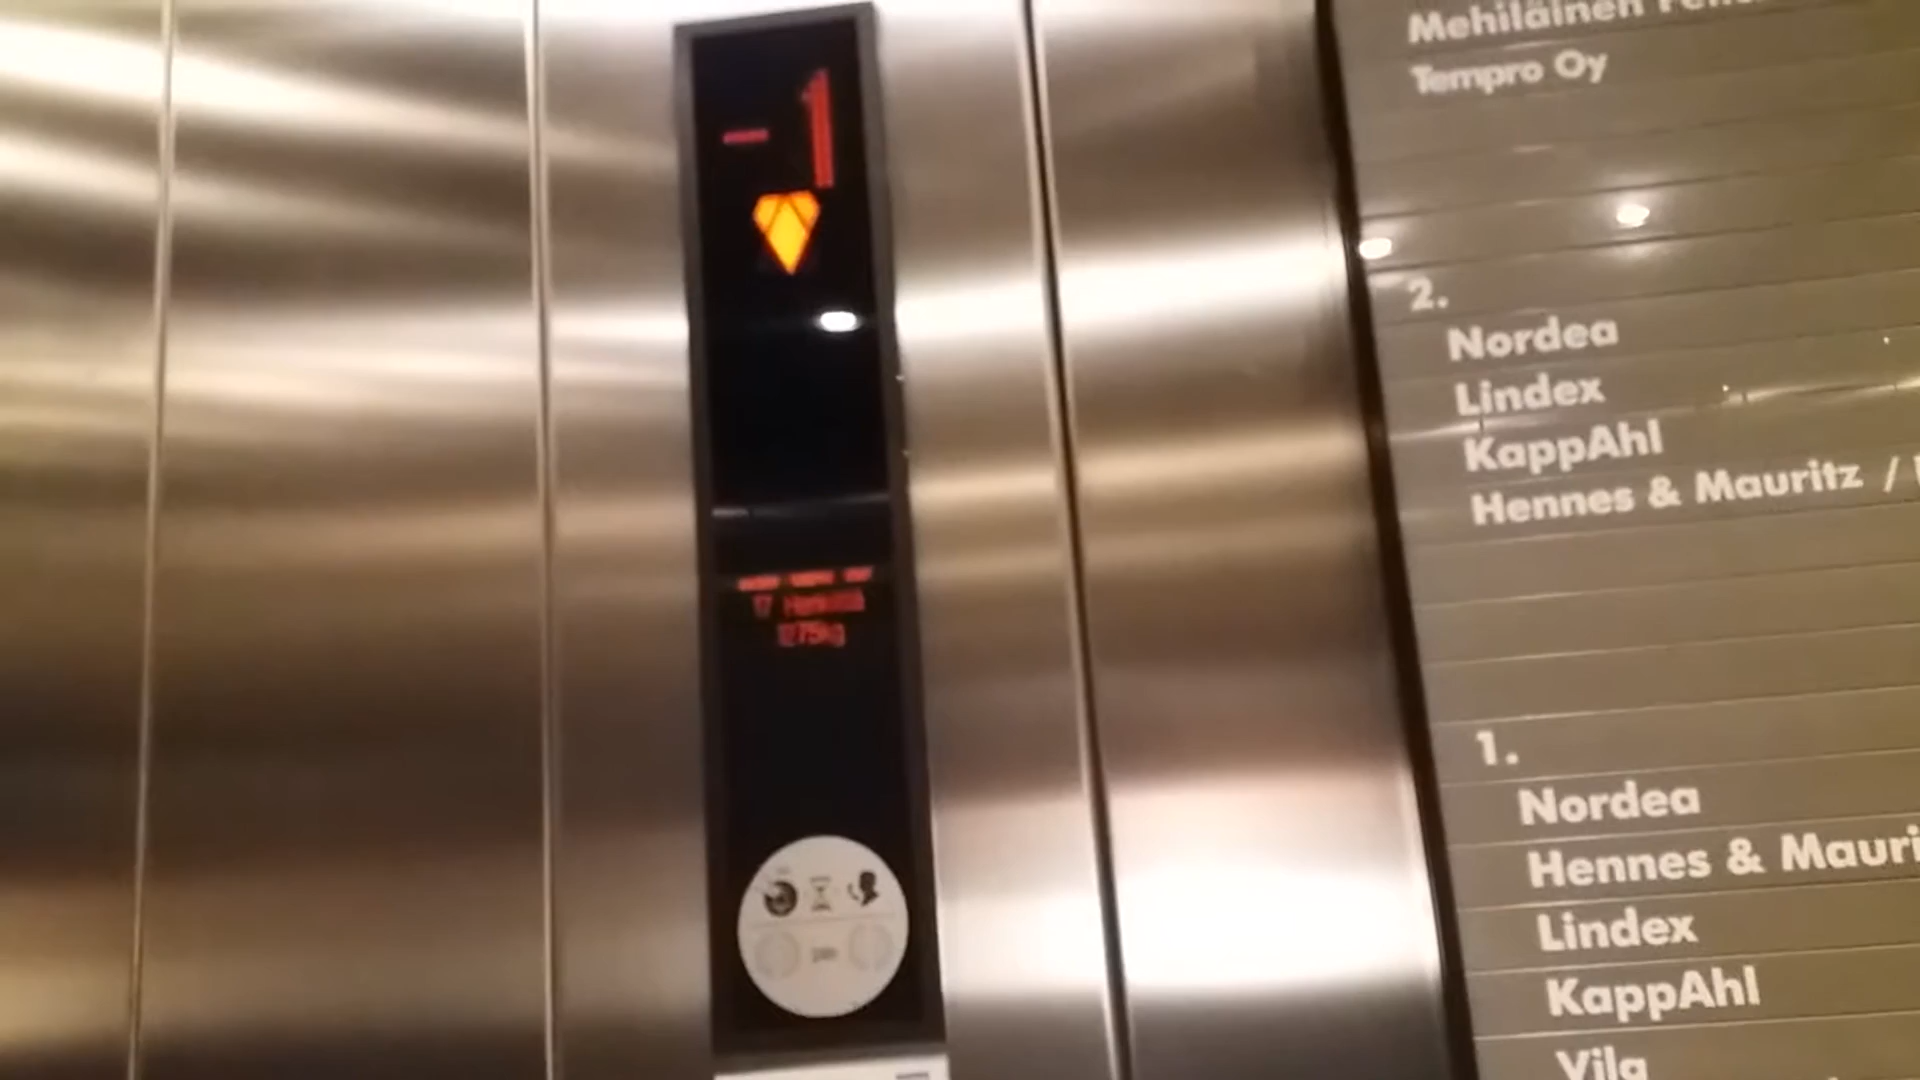 -1
17 Henkilöä
1275kg
Mehiläinen
Tempro Oy
2.
Nordea
Lindex
KappAhl
Hennes & Mauritz /
1.
Nordea
Hennes & Mauri
Lindex
KappAhl
Vila